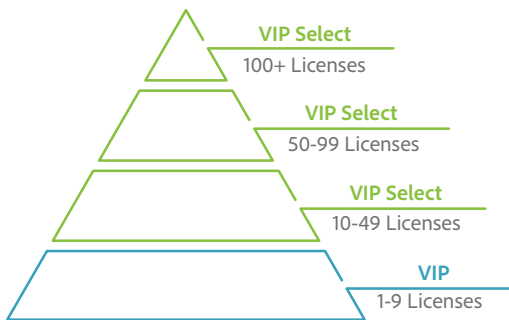 VIP Select
100+ Licenses
VIP Select
50-99 Licenses
VIP Select
10-49 Licenses
VIP
1-9 Licenses